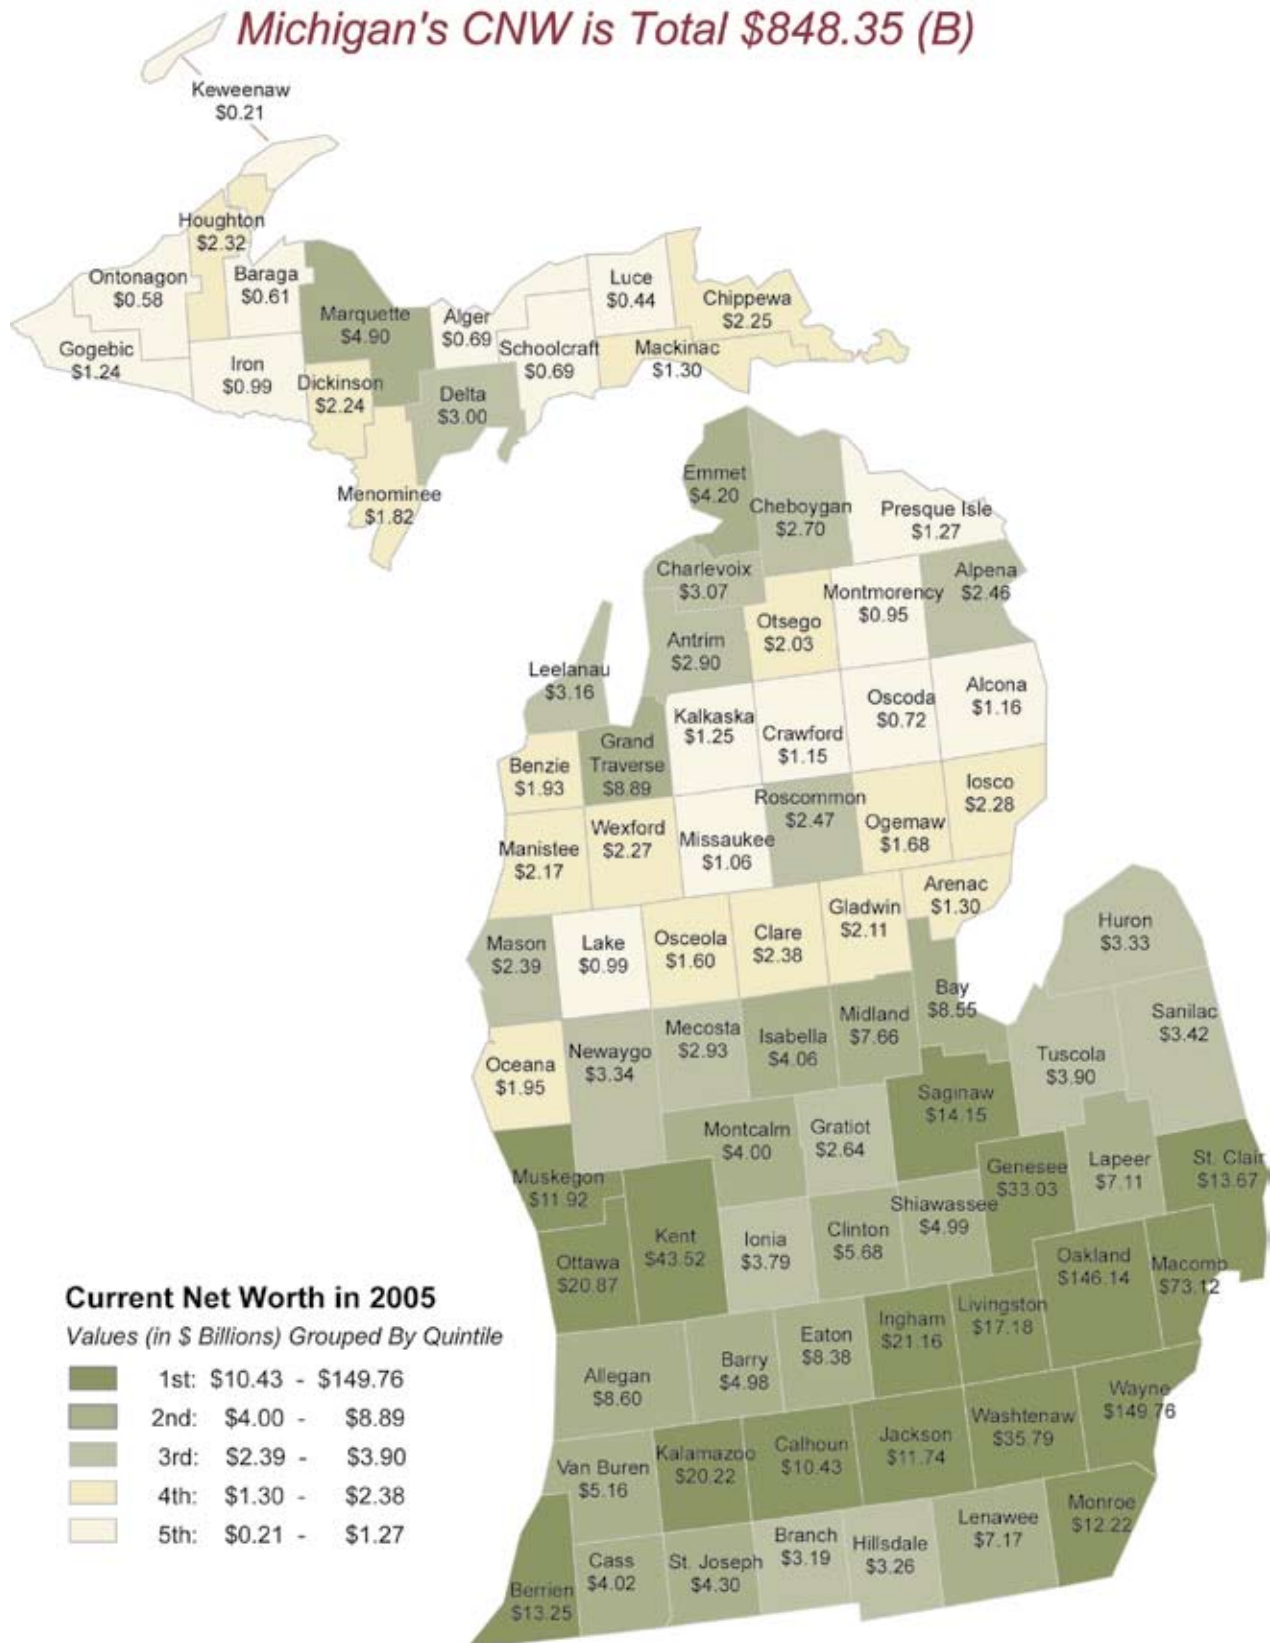 Michigan's CNW is Total $848.35 (B)
Keweenaw
$0.21
Houghton
$2.32
Ontonagon
$0.58
Baraga
$0.61
Gogebic
$1.24
Iron
$0.99
Marquette
$4.90
Dickinson
$2.24
Menominee
$1.82
Alger
$0.69
Delta
$3.00
Schoolcraft
$0.69
Luce
$0.44
Mackinac
$1.30
Chippewa
$2.25
Emmet
$4.20
Cheboygan
$2.70
Presque Isle
$1.27
Charlevoix
$3.07
Alpena
$2.46
Montmorency
$0.95
Otsego
$2.03
Antrim
$2.90
Leelanau
$3.16
Kalkaska
$1.25
Crawford
$1.15
Oscoda
$0.72
Alcona
$1.16
Grand
Traverse
$8.89
Benzie
$1.93
Roscommon
$2.47
Iosco
$2.28
Ogemaw
$1.68
Manistee
$2.17
Wexford
$2.27
Missaukee
$1.06
Arenac
$1.30
Gladwin
$2.11
Mason
$2.39
Lake
$0.99
Osceola
$1.60
Clare
$2.38
Huron
$3.33
Bay
$8.55
Midland
$7.66
Sanilac
$3.42
Oceana
$1.95
Newaygo
$3.34
Mecosta
$2.93
Isabella
$4.06
Tuscola
$3.90
Saginaw
$14.15
Montcalm
$4.00
Gratiot
$2.64
Muskegon
$11.92
Genesee
$33.03
Lapeer
$7.11
St. Clair
$13.67
Shiawassee
$4.99
Kent
$43.52
Ionia
$3.79
Clinton
$5.68
Ottawa
$20.87
Oakland
$146.14
Macomb
$73.12
Ingham
$21.16
Livingston
$17.18
Allegan
$8.60
Barry
$4.98
Eaton
$8.38
Wayne
$149.76
Van Buren
$5.16
Kalamazoo
$20.22
Calhoun
$10.43
Jackson
$11.74
Washtenaw
$35.79
Monroe
$12.22
Berrien
$13.25
Cass
$4.02
St. Joseph
$4.30
Branch
$3.19
Hillsdale
$3.26
Lenawee
$7.17
Current Net Worth in 2005
Values (in $ Billions) Grouped By Quintile
1st: $10.43 - $149.76
2nd: $4.00 - $8.89
3rd: $2.39 - $3.90
4th: $1.30 - $2.38
5th: $0.21 - $1.27